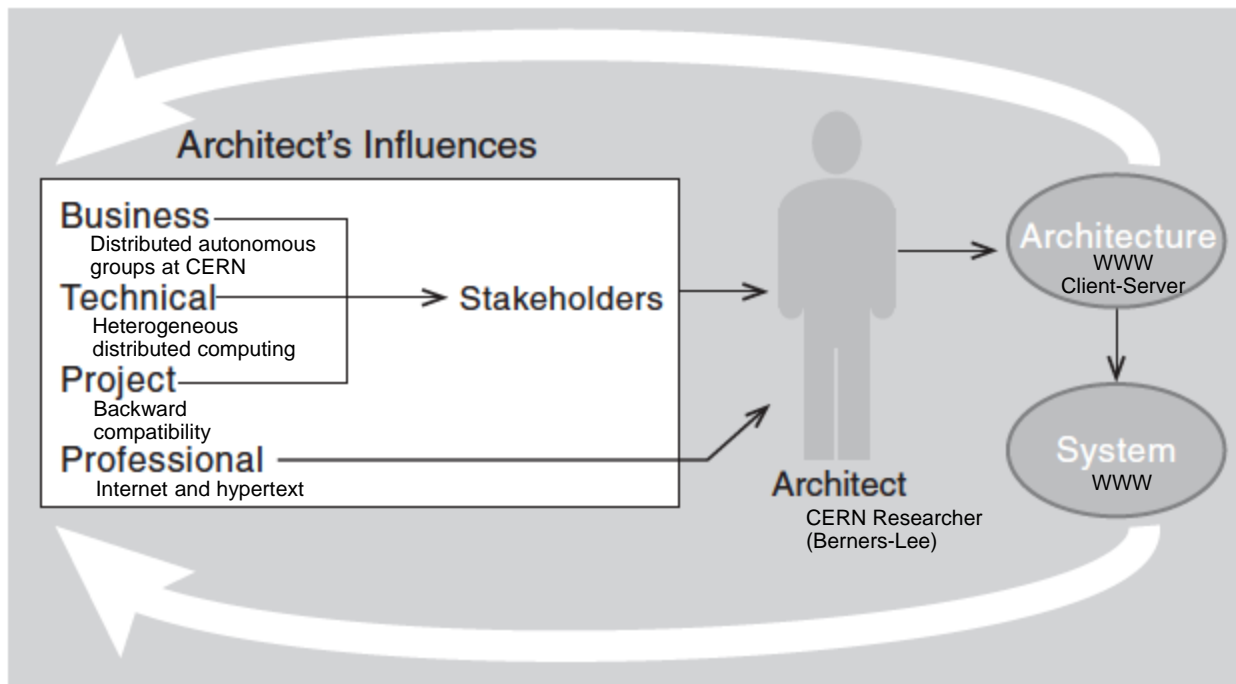 Architect's Influences
Business
Distributed autonomous
groups at CERN
Technical
Heterogeneous
distributed computing
Project
Backward
compatibility
Professional
Internet and hypertext
Stakeholders
Architect
CERN Researcher
(Berners-Lee)
Architecture
WWW
Client-Server
System
WWW